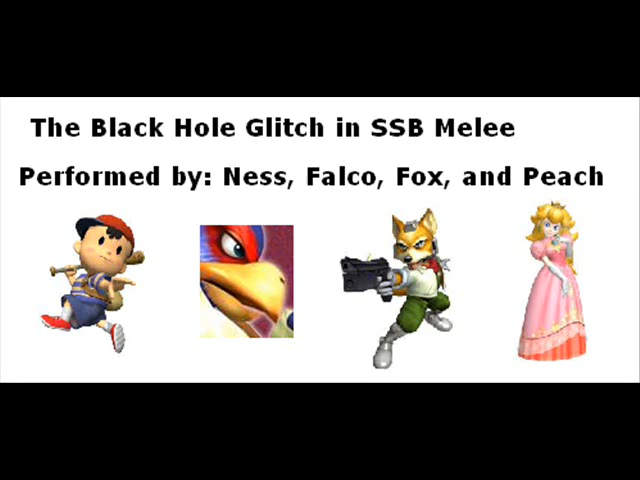 The Black Hole Glitch in SSB Melee
Performed by: Ness, Falco, Fox, and Peach